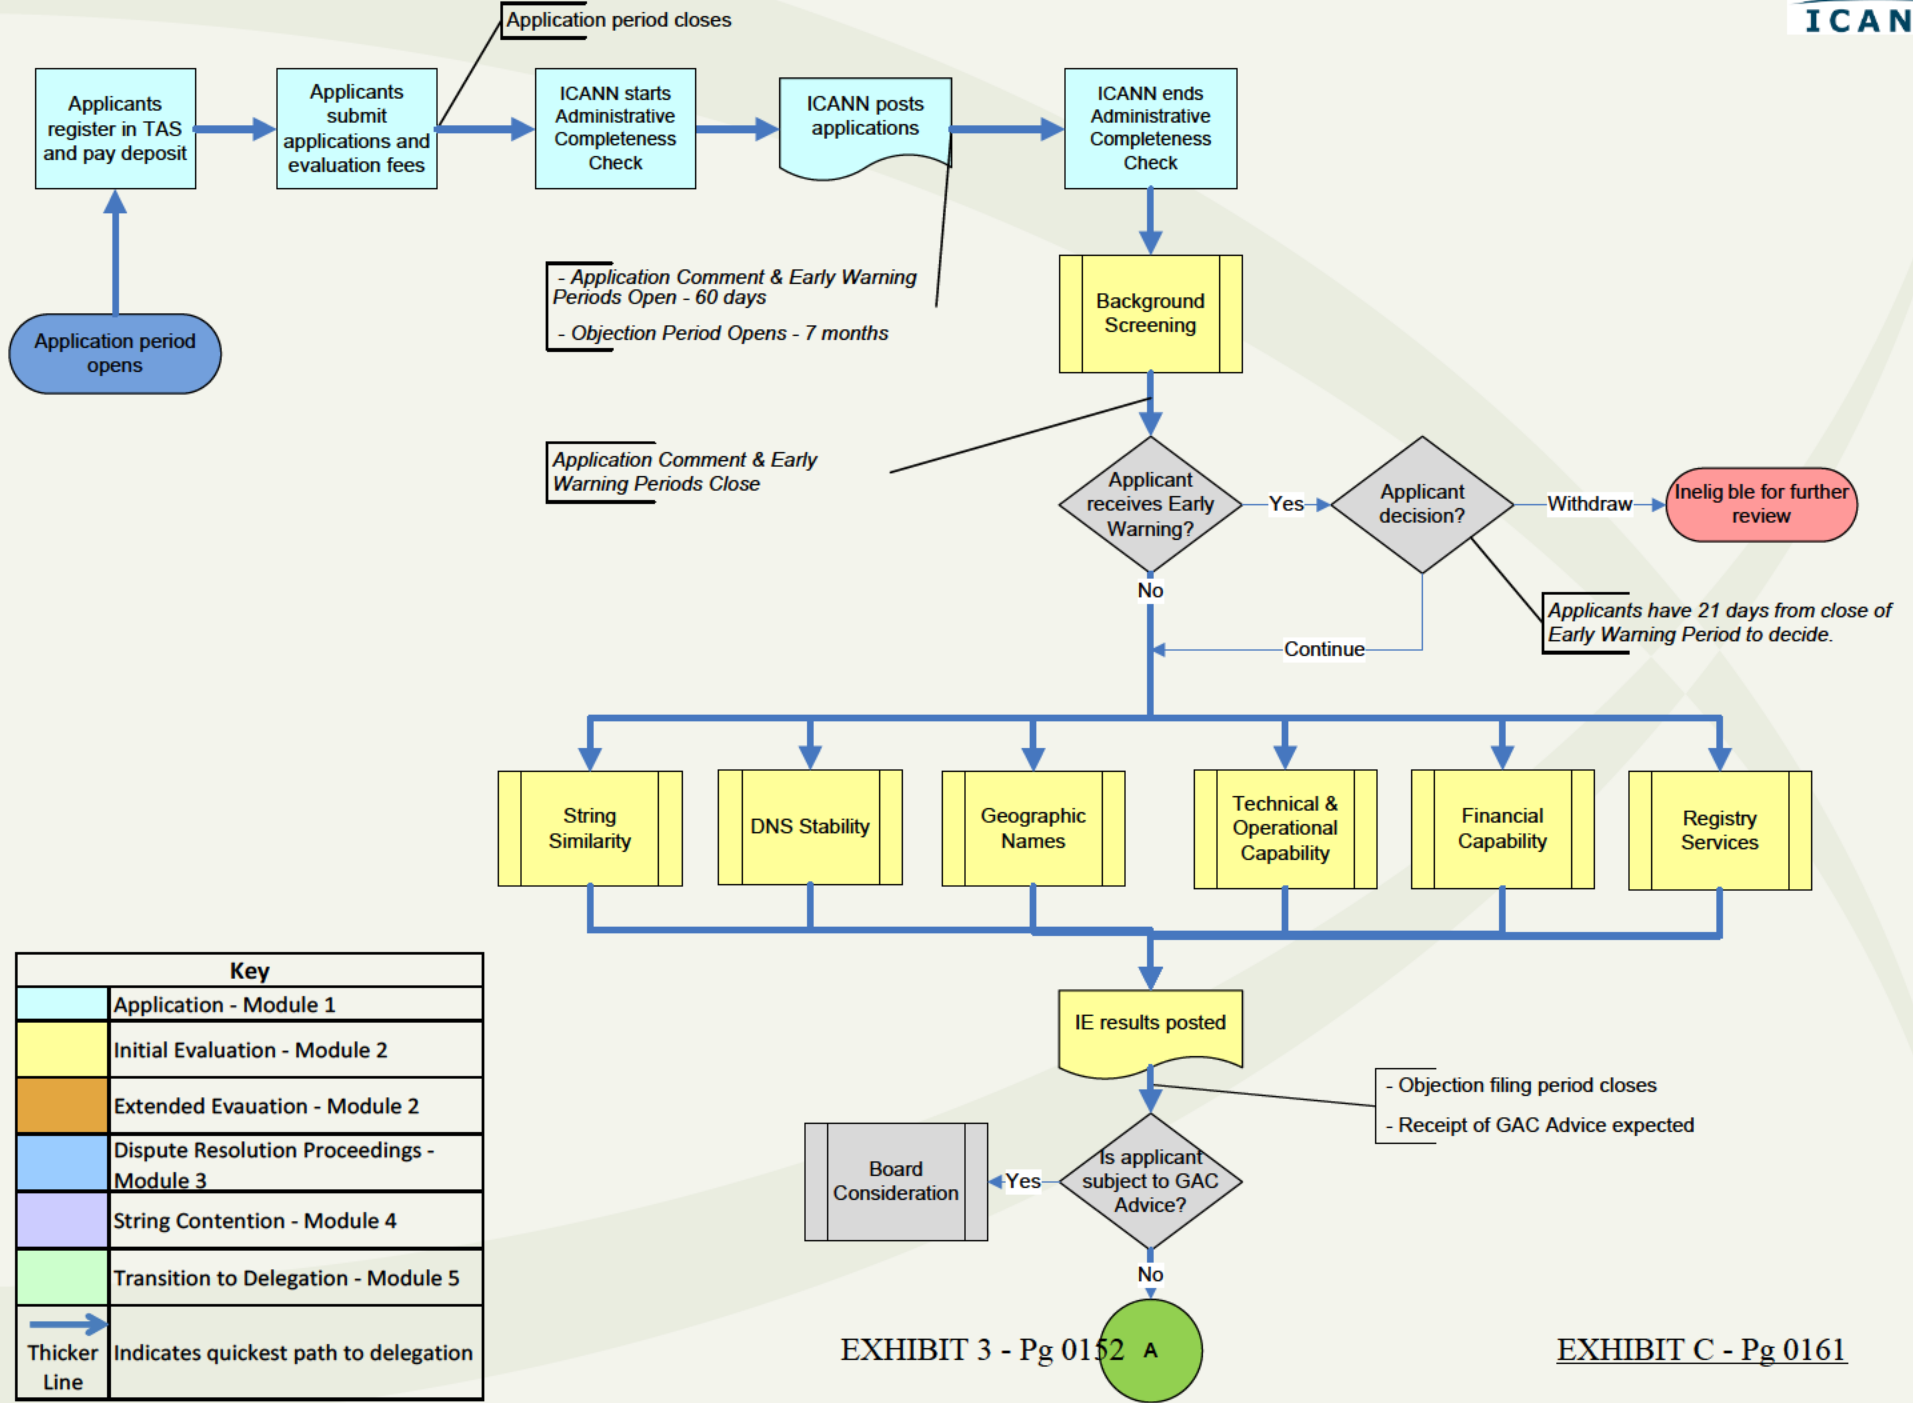 Application period closes
ICAN
Applicants
register in TAS
and pay deposit
Applicants
submit
applications and
evaluation fees
ICANN starts
Administrative
Completeness
Check
ICANN posts
applications
ICANN ends
Administrative
Completeness
Check
- Application Comment & Early Warning
Periods Open - 60 days
- Objection Period Opens - 7 months
Background
Screening
Application period
opens
Application Comment & Early
Warning Periods Close
Applicant
receives Early
Warning?
Yes
Applicant
decision?
Withdraw
Inelig ble for further
review
No
Continue
Applicants have 21 days from close of
Early Warning Period to decide.
String
Similarity
DNS Stability
Geographic
Names
Technical &
Operational
Capability
Financial
Capability
Registry
Services
IE results posted
- Objection filing period closes
- Receipt of GAC Advice expected
Is applicant
subject to GAC
Advice?
Yes
Board
Consideration
No
A
Key
Application - Module 1
Initial Evaluation - Module 2
Extended Evauation - Module 2
Dispute Resolution Proceedings -
Module 3
String Contention - Module 4
Transition to Delegation - Module 5
Thicker
Line
Indicates quickest path to delegation
EXHIBIT 3 - Pg 0152
EXHIBIT C - Pg 0161